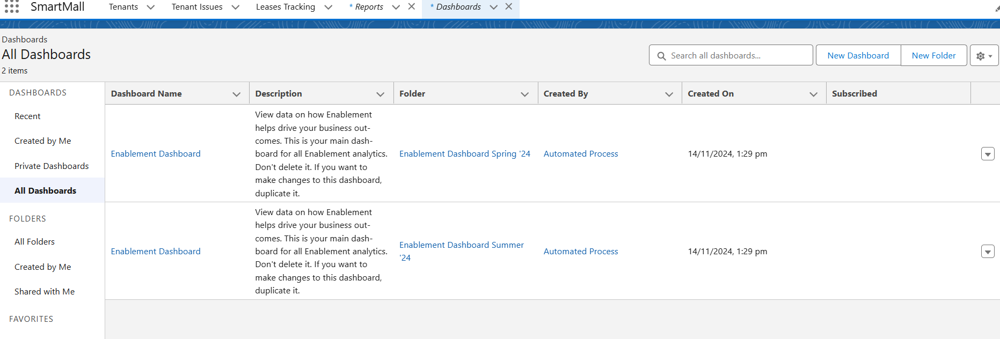 SmartMall
Tenants
Tenant Issues
Leases Tracking
* Reports
* Dashboards
Dashboards
All Dashboards
2 items
Search all dashboards...
New Dashboard
New Folder
DASHBOARDS
Recent
Created by Me
Private Dashboards
All Dashboards
FOLDERS
All Folders
Created by Me
Shared with Me
FAVORITES
Dashboard Name
Description
Folder
Created By
Created On
Subscribed
Enablement Dashboard
View data on how Enablement
helps drive your business out-
comes. This is your main dash-
board for all Enablement analytics.
Don't delete it. If you want to
make changes to this dashboard,
duplicate it.
Enablement Dashboard Spring '24
Automated Process
14/11/2024, 1:29 pm
Enablement Dashboard
View data on how Enablement
helps drive your business out-
comes. This is your main dash-
board for all Enablement analytics.
Don't delete it. If you want to
make changes to this dashboard,
duplicate it.
Enablement Dashboard Summer
'24
Automated Process
14/11/2024, 1:29 pm